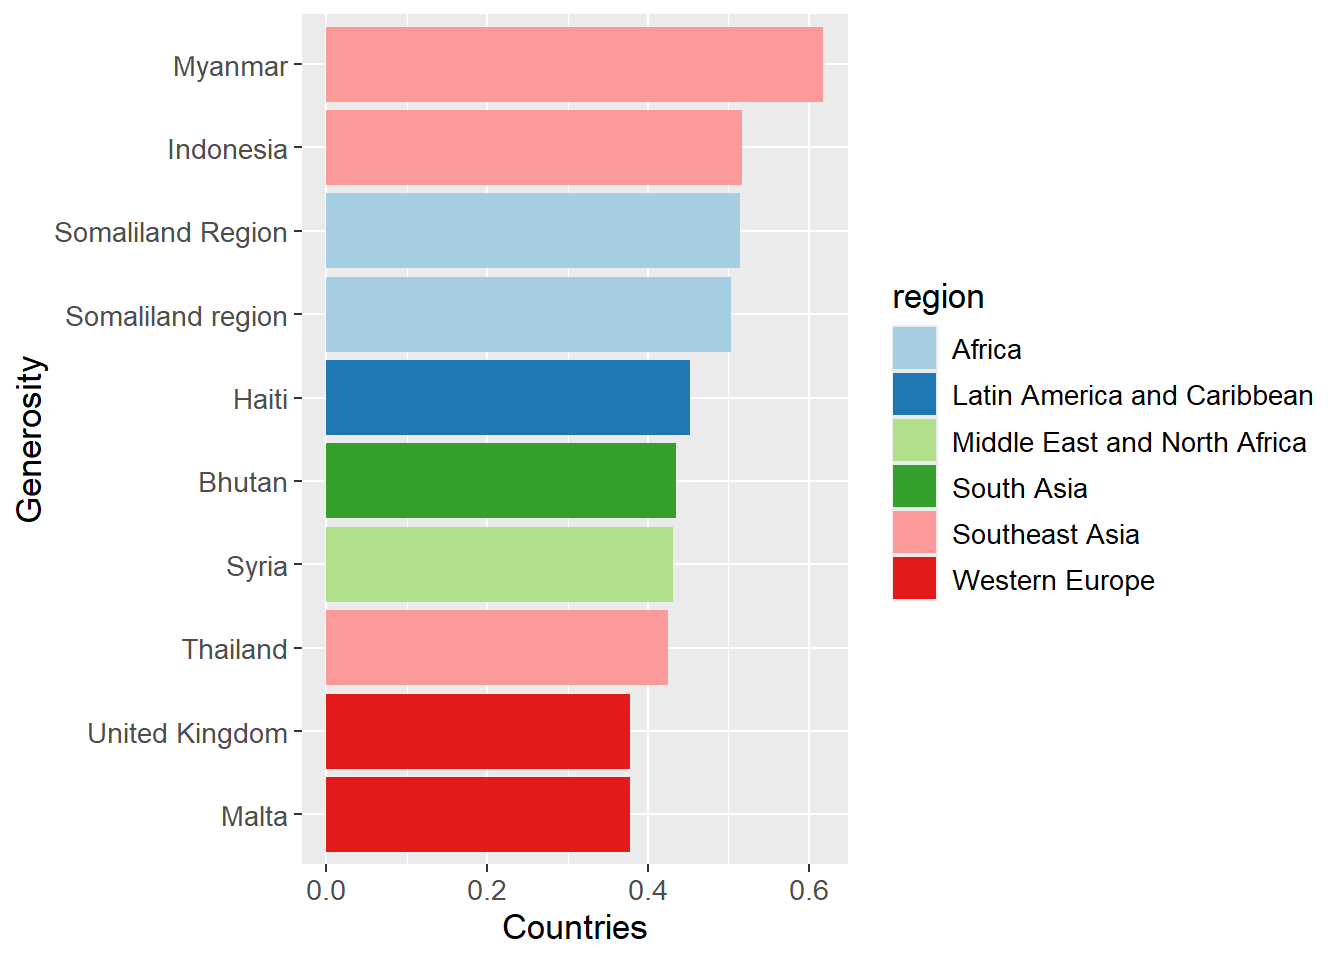 Myanmar
Indonesia
Somaliland Region
Somaliland region
Haiti
Bhutan
Syria
Thailand
United Kingdom
Malta
Generosity
0.0 0.2 0.4 0.6
Countries
region
Africa
Latin America and Caribbean
Middle East and North Africa
South Asia
Southeast Asia
Western Europe